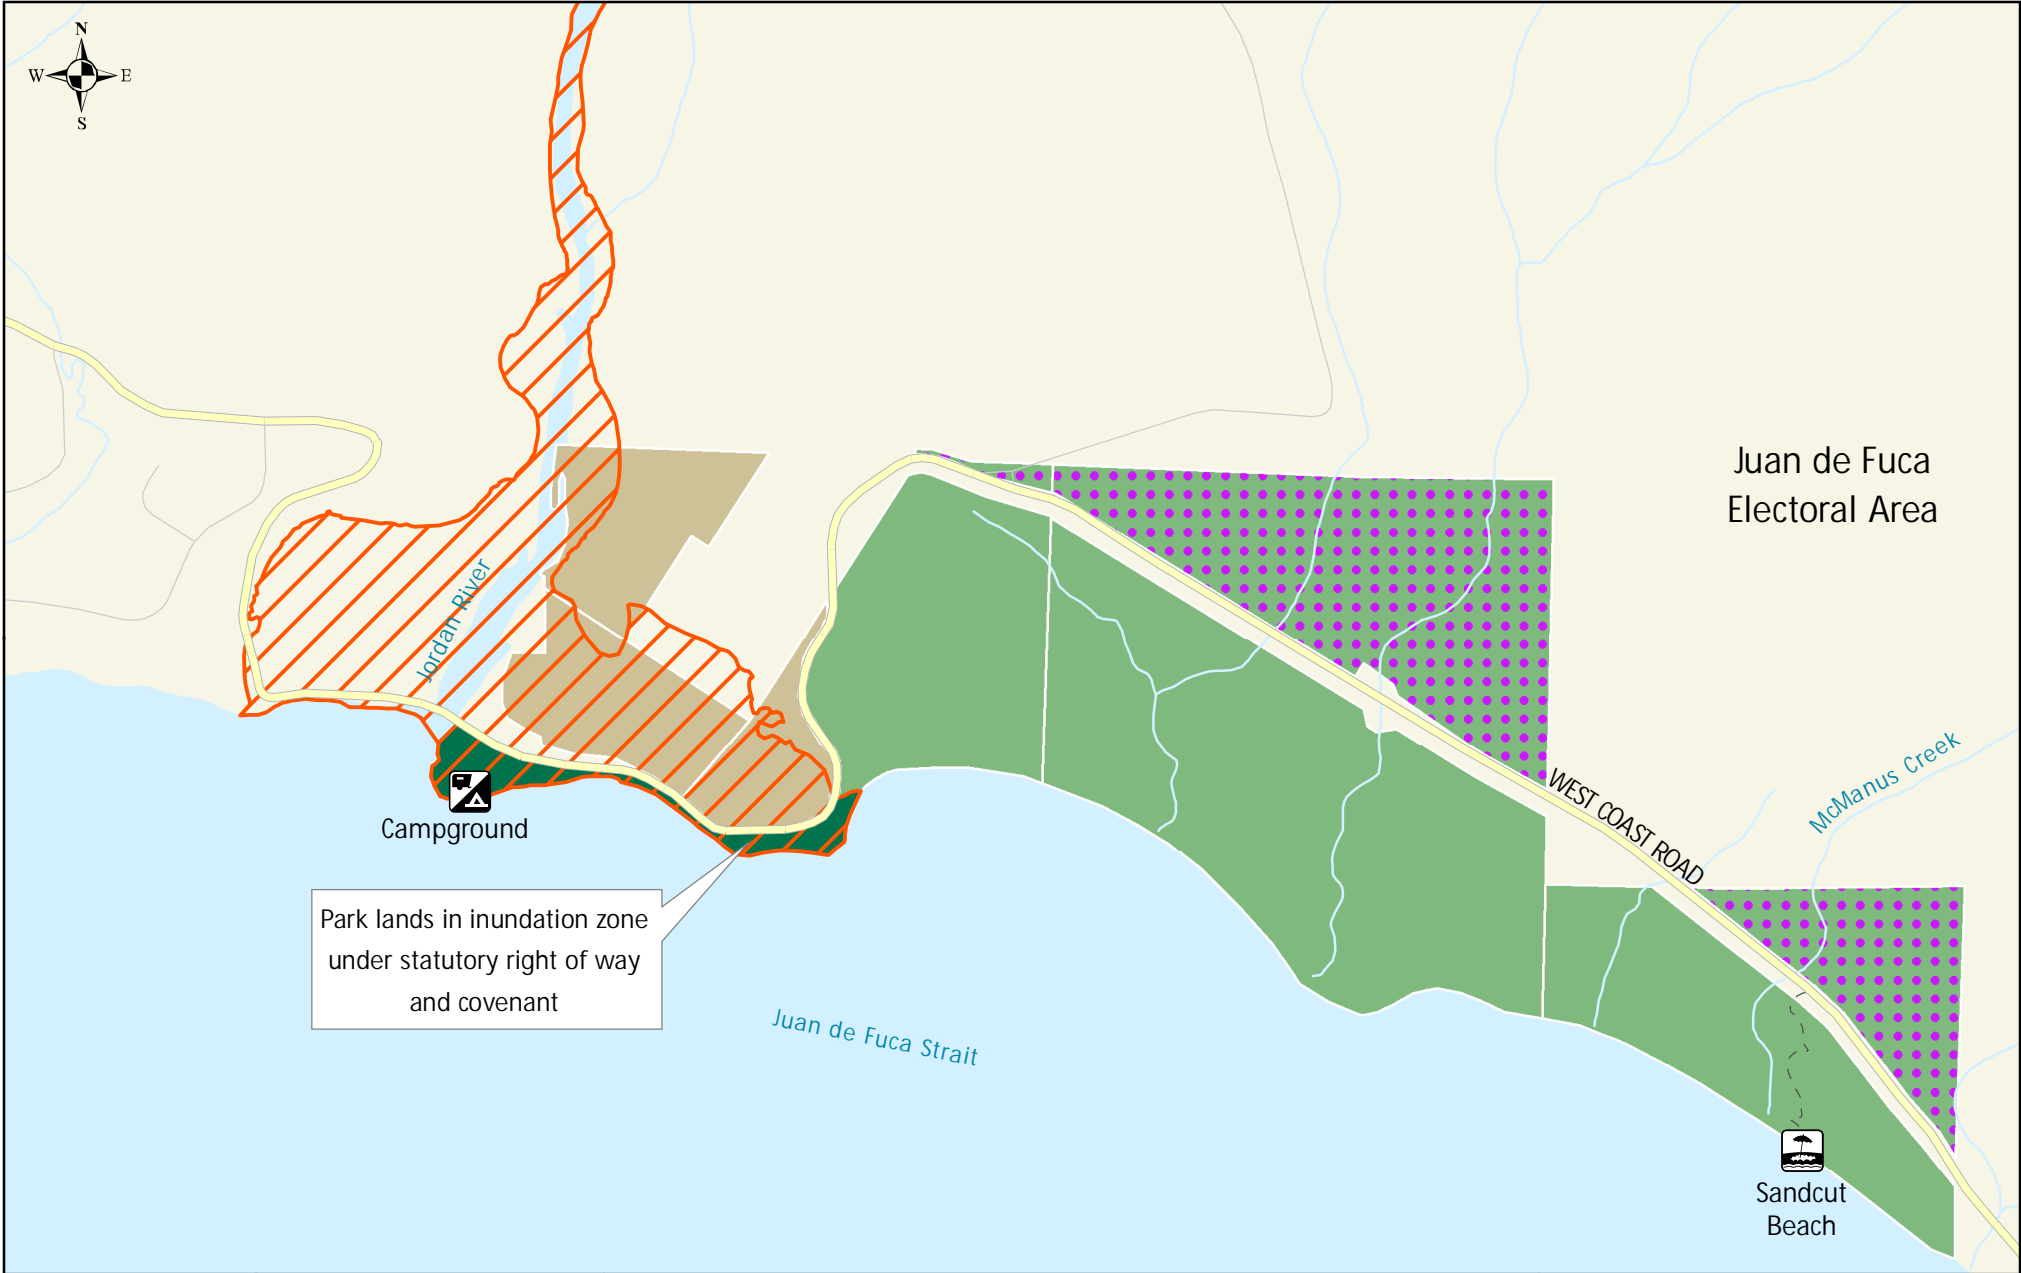 N
W E
S
Juan de Fuca
Electoral Area
Jordan River
McManus Creek
WEST COAST ROAD
Campground
Park lands in inundation zone
under statutory right of way
and covenant
Juan de Fuca Strait
Sandcut
Beach